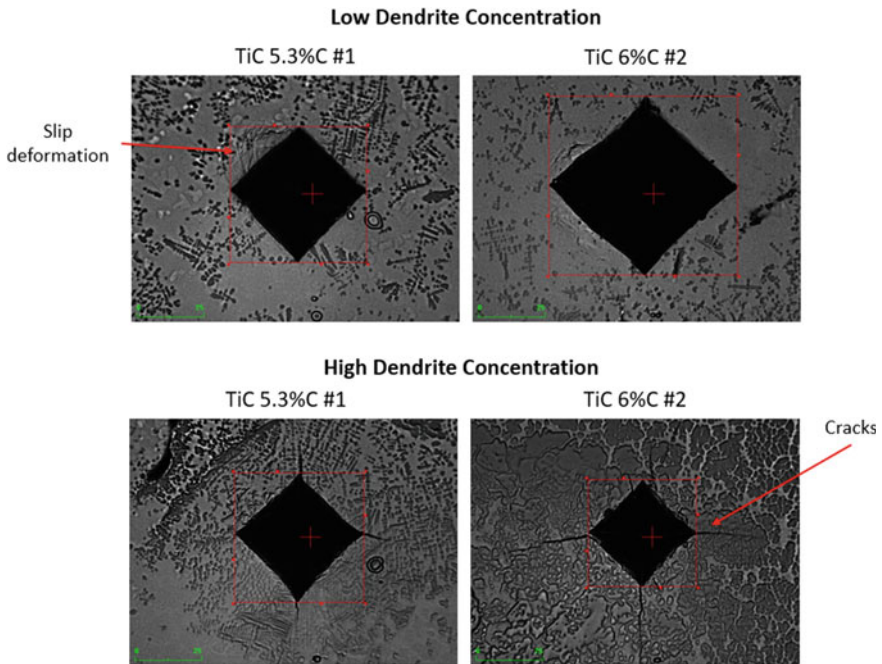 Low Dendrite Concentration
TiC 5.3%C #1
TiC 6%C #2
Slip
deformation
High Dendrite Concentration
TiC 5.3%C #1
TiC 6%C #2
Cracks